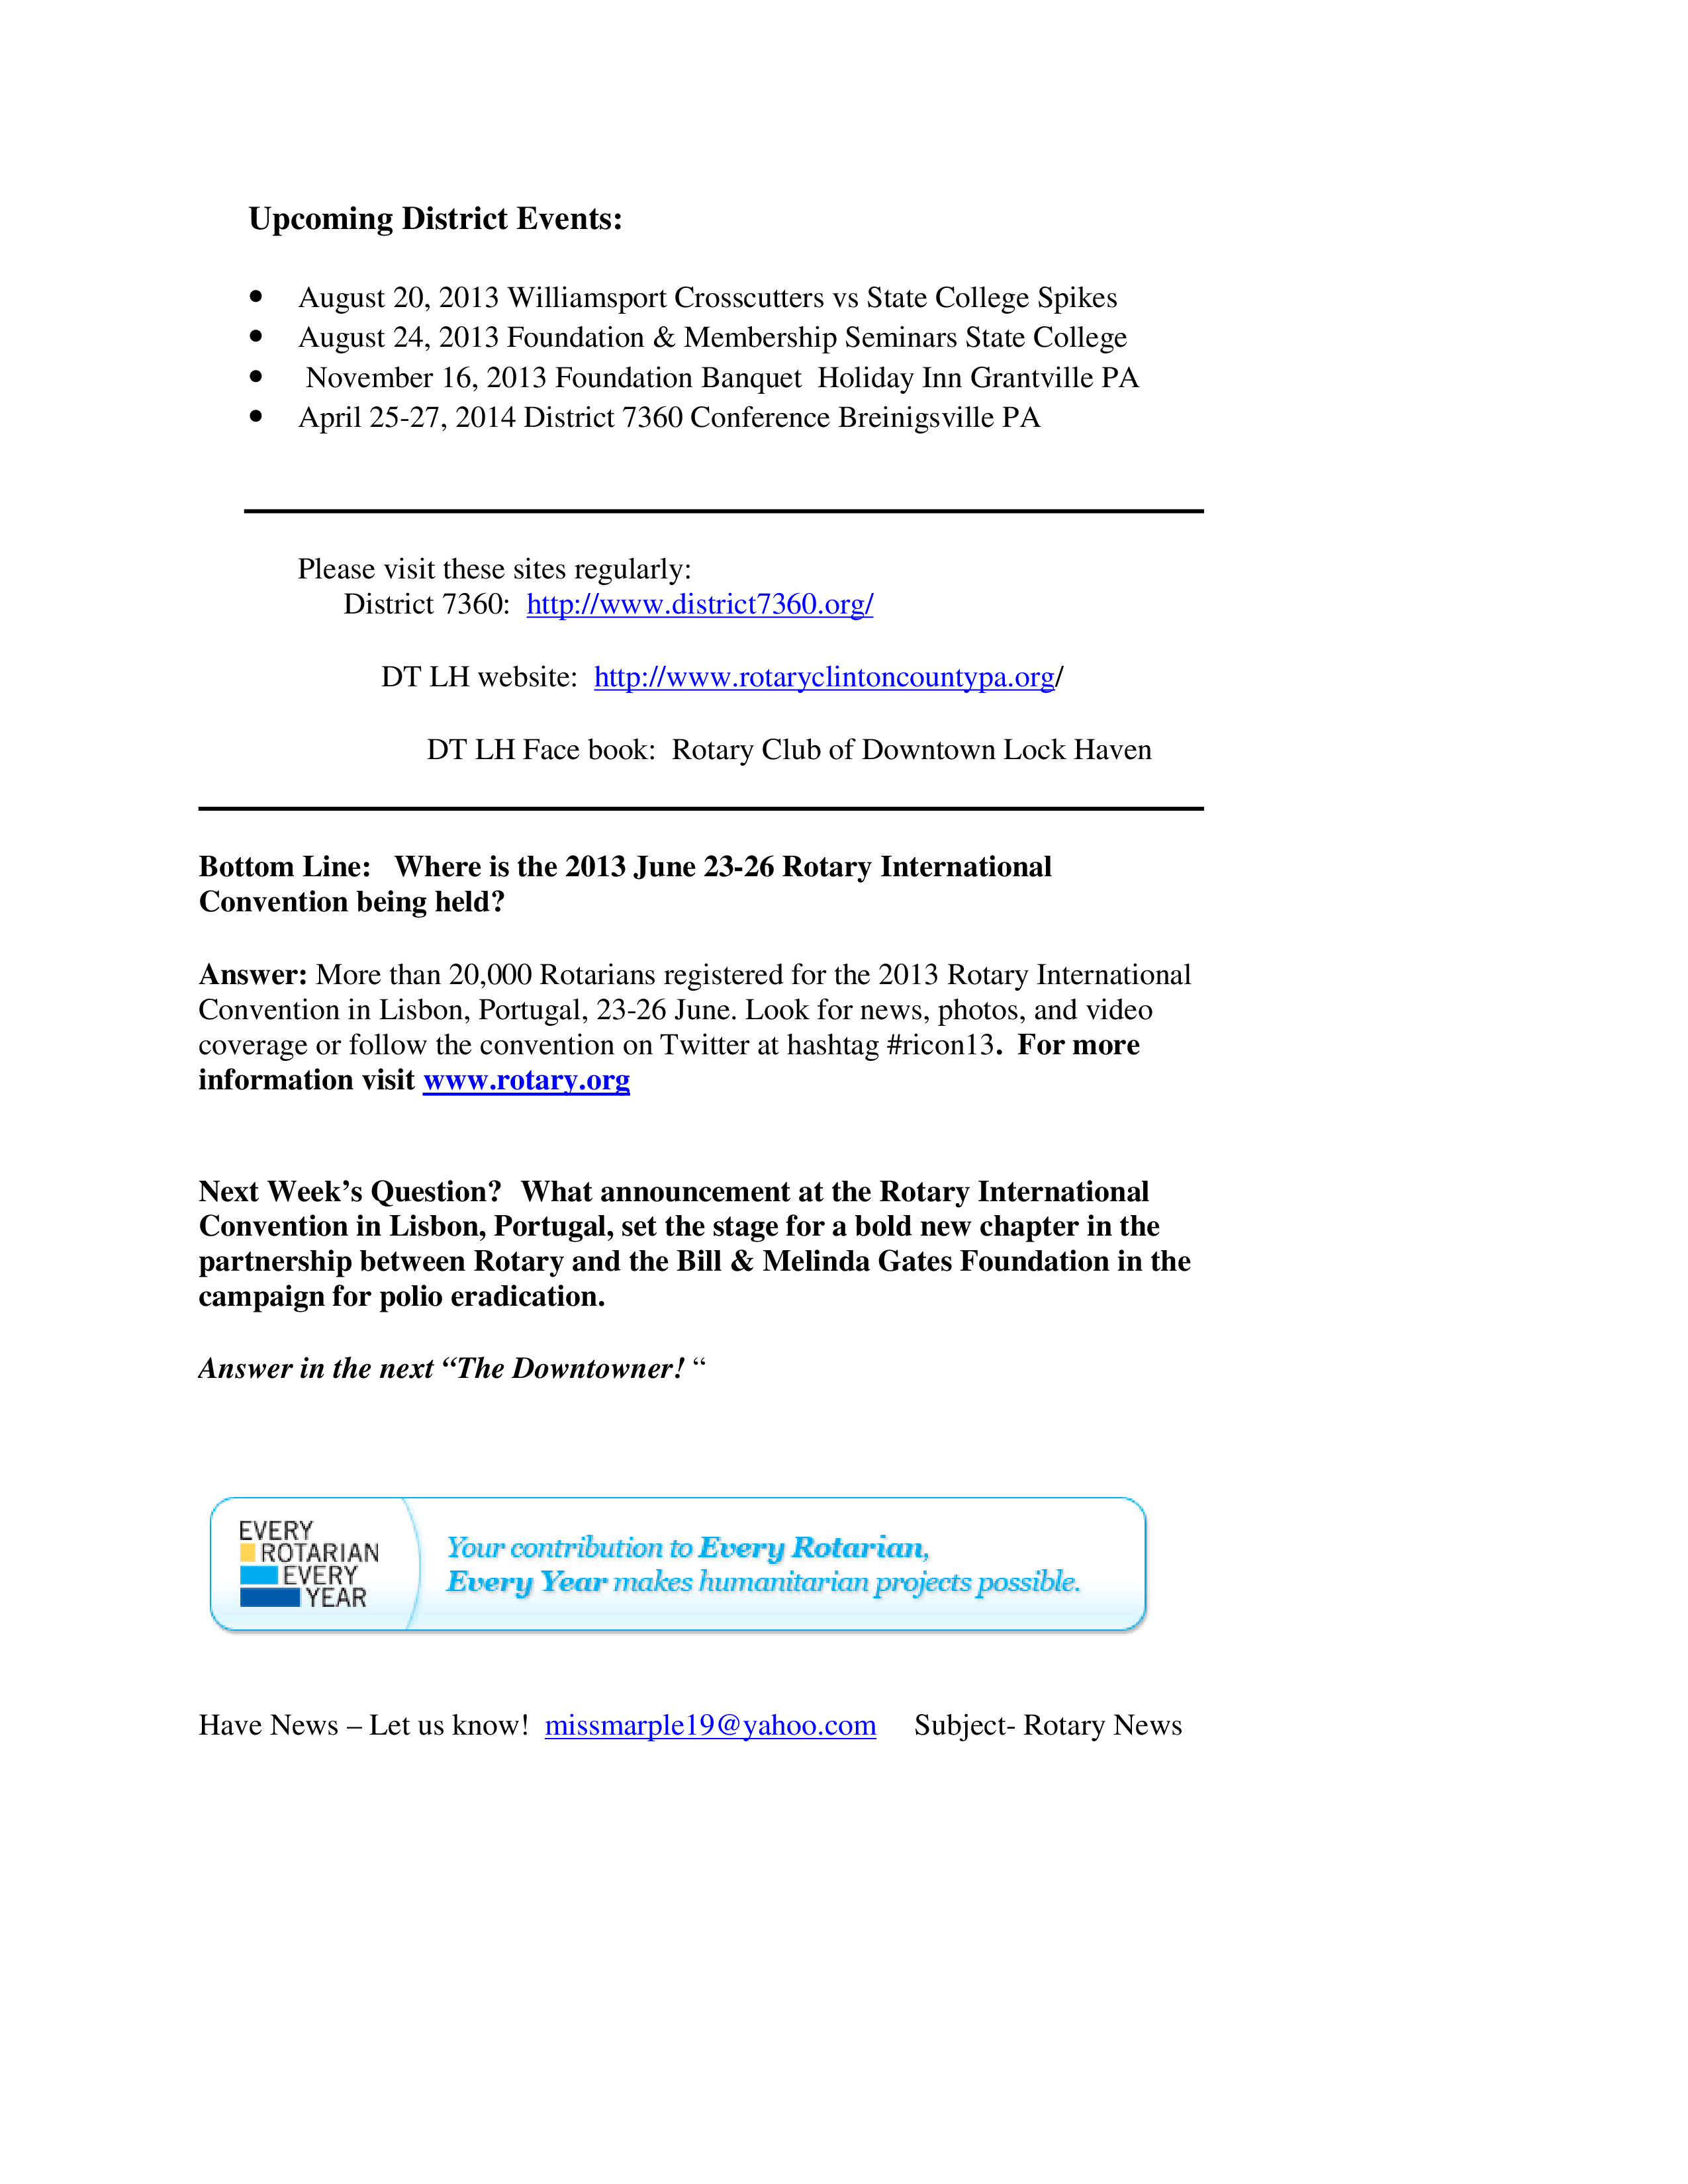 Upcoming District Events:
• August 20, 2013 Williamsport Crosscutters vs State College Spikes
• August 24, 2013 Foundation & Membership Seminars State College
• November 16, 2013 Foundation Banquet  Holiday Inn Grantville PA
• April 25-27, 2014 District 7360 Conference Breinigsville PA
Please visit these sites regularly:
District 7360:  http://www.district7360.org/
DT LH website:  http://www.rotaryclintoncountypa.org/
DT LH Face book:  Rotary Club of Downtown Lock Haven
Bottom Line:   Where is the 2013 June 23-26 Rotary International
Convention being held?
Answer: More than 20,000 Rotarians registered for the 2013 Rotary International
Convention in Lisbon, Portugal, 23-26 June. Look for news, photos, and video
coverage or follow the convention on Twitter at hashtag #ricon13.  For more
information visit www.rotary.org
Next Week’s Question?  What announcement at the Rotary International
Convention in Lisbon, Portugal, set the stage for a bold new chapter in the
partnership between Rotary and the Bill & Melinda Gates Foundation in the
campaign for polio eradication.
Answer in the next “The Downtowner! “
EVERY
ROTARIAN
EVERY
YEAR
Your contribution to Every Rotarian,
Every Year makes humanitarian projects possible.
Have News – Let us know!  missmarple19@yahoo.com     Subject- Rotary News